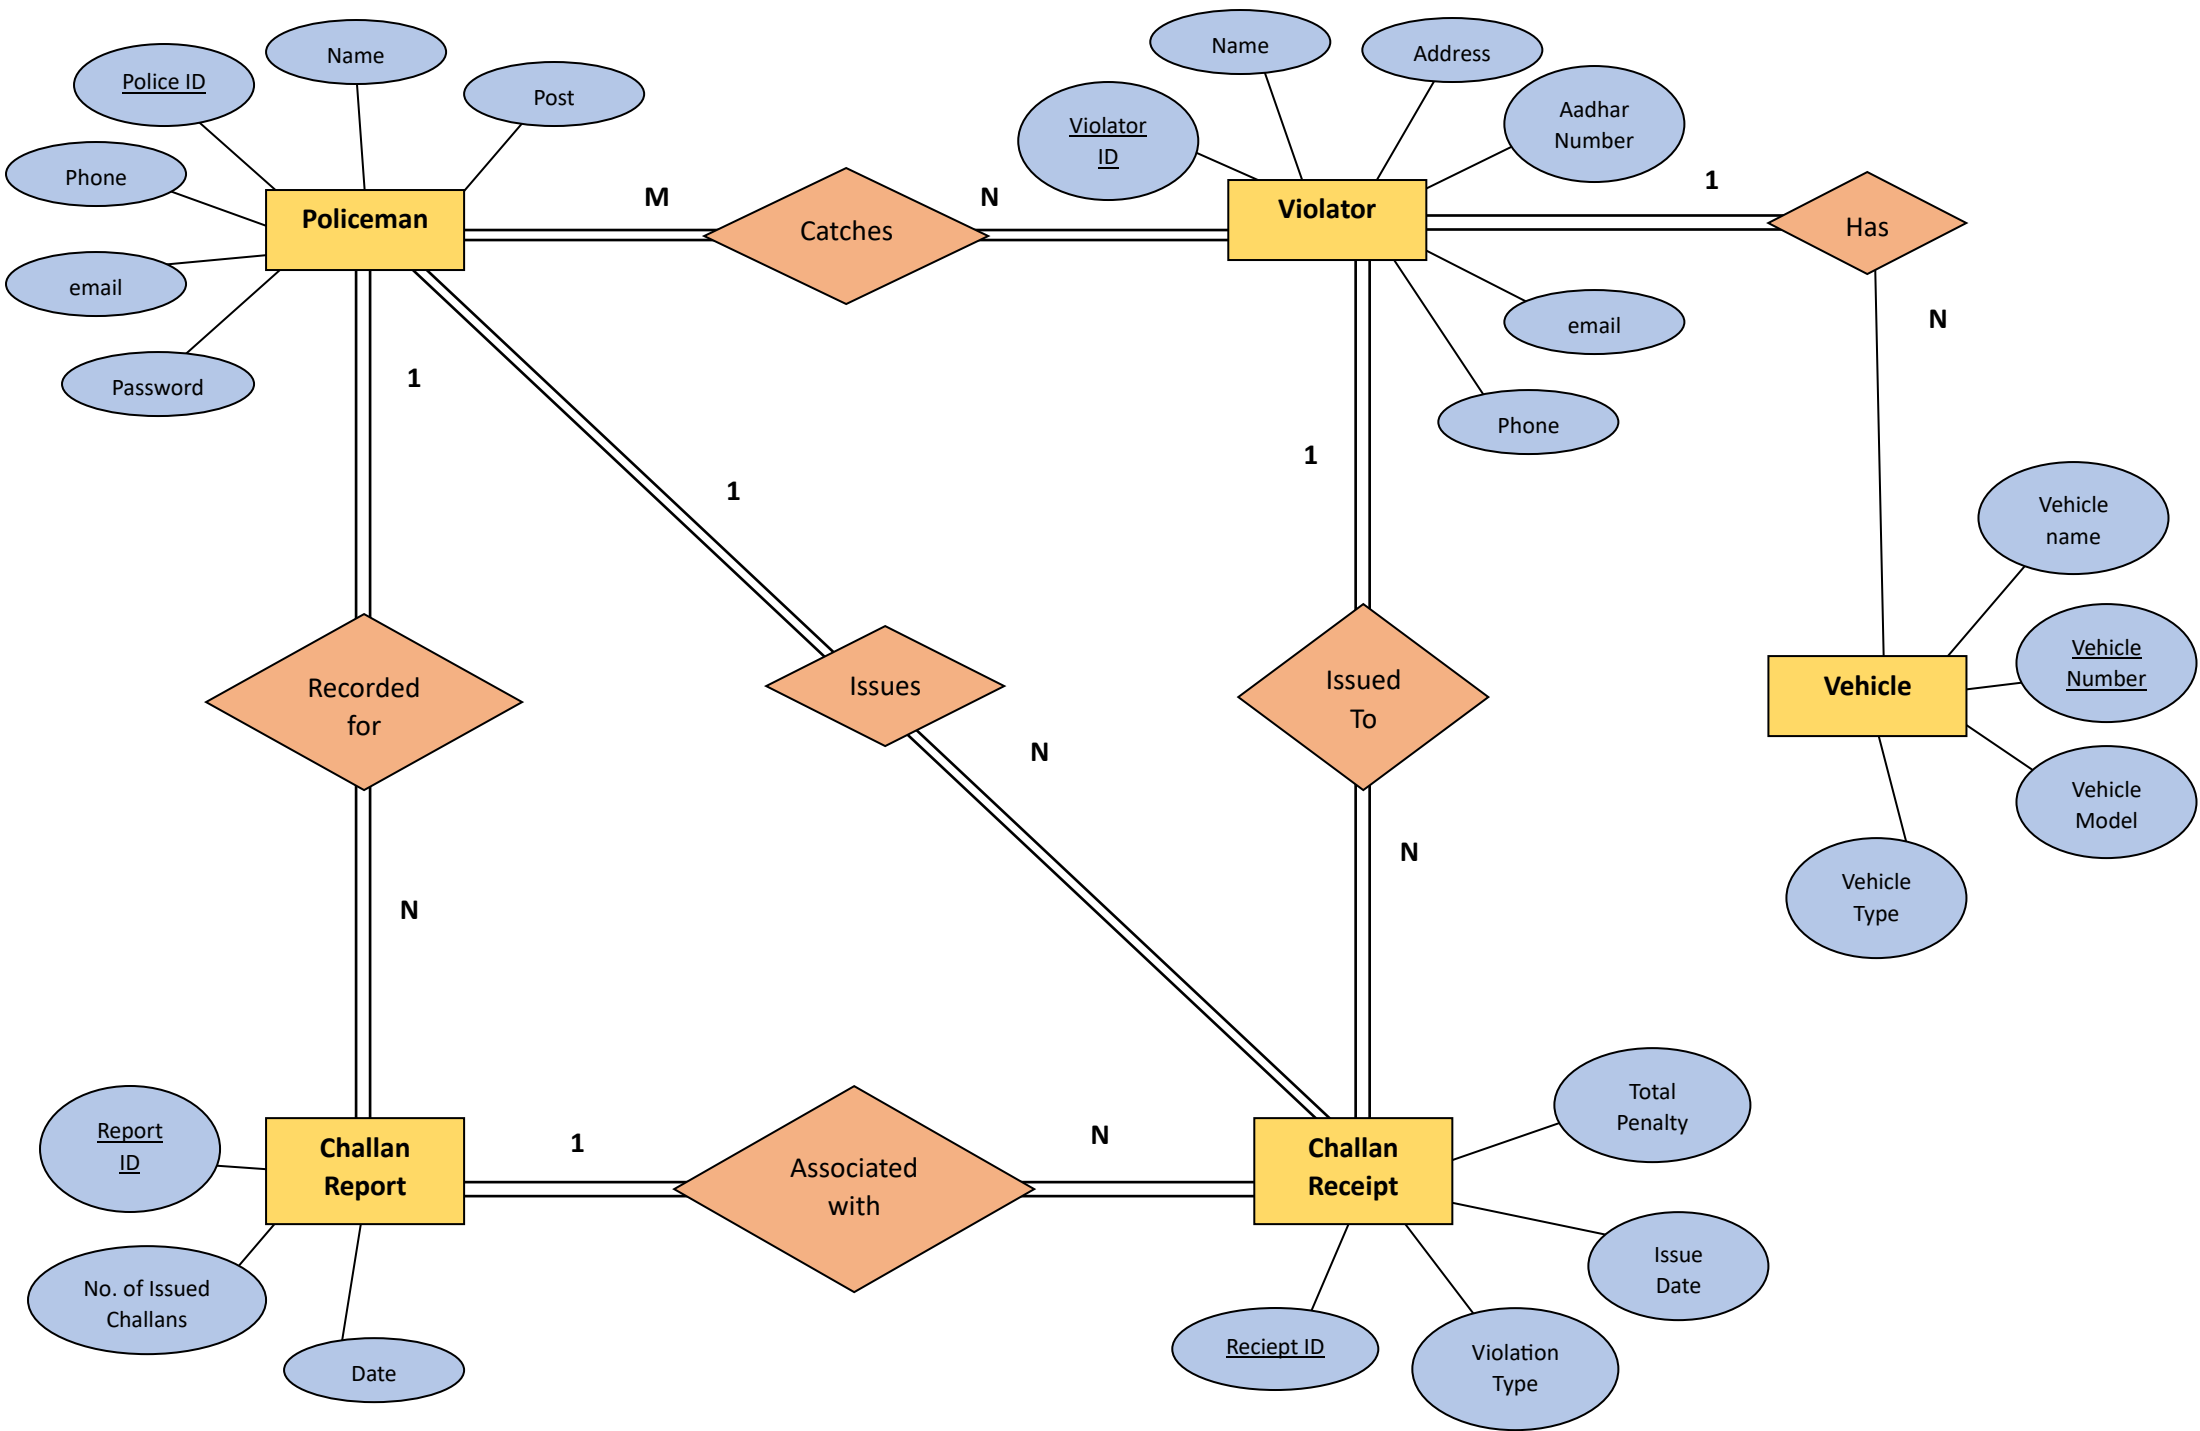 Name
Address
Name
Police ID
Post
Aadhar
Number
Violator
ID
Phone
1
M
N
Policeman
Catches
Violator
Has
email
N
email
Password
1
Phone
1
1
Vehicle
name
Vehicle
Number
Recorded
for
Issues
Issued
To
Vehicle
N
Vehicle
Model
N
Vehicle
Type
N
Total
Penalty
Report
ID
Challan
Report
1
Associated
with
N
Challan
Receipt
No. of Issued
Challans
Issue
Date
Date
Reciept ID
Violation
Type